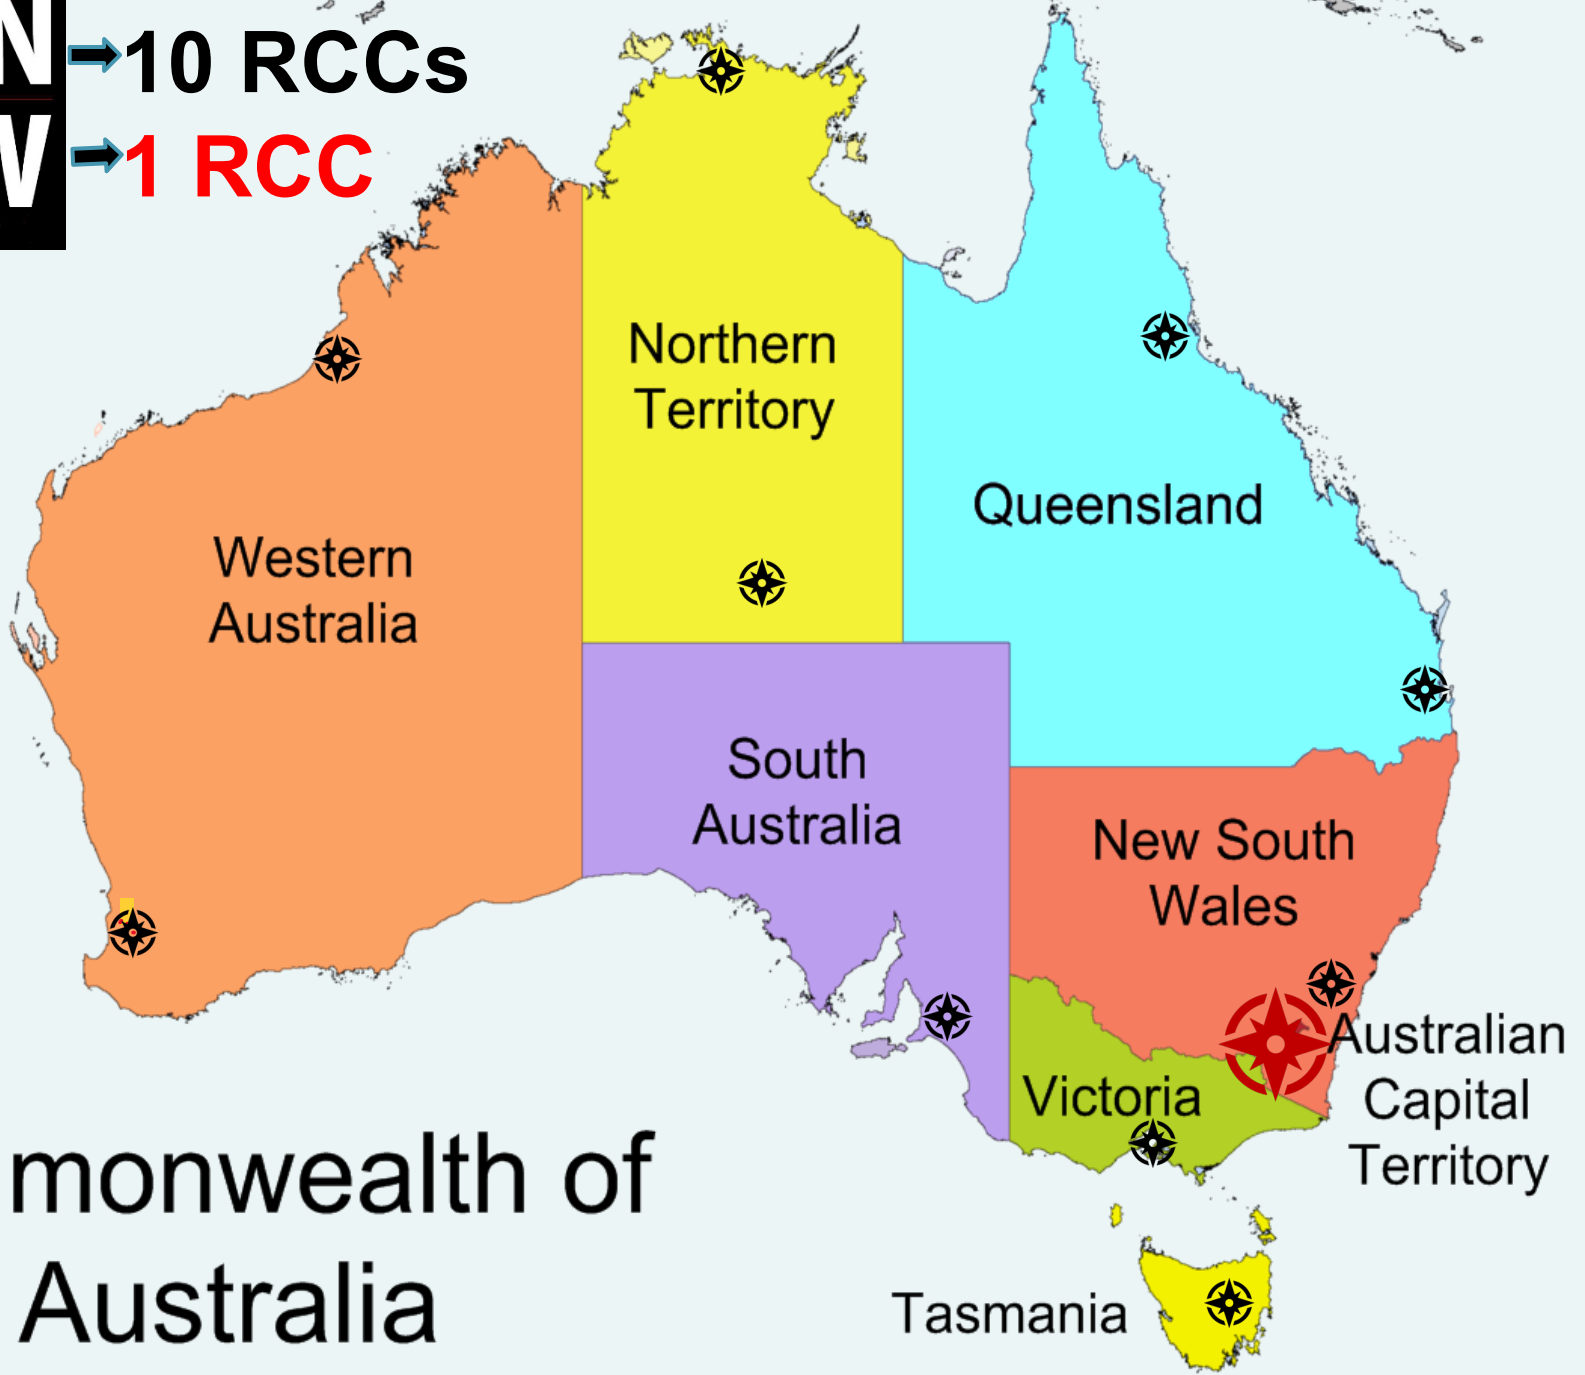 N
10 RCCs
W
1 RCC
Northern
Territory
Queensland
Western
Australia
South
Australia
New South
Wales
Australian
Capital
Territory
Victoria
monwealth of
Australia
Tasmania